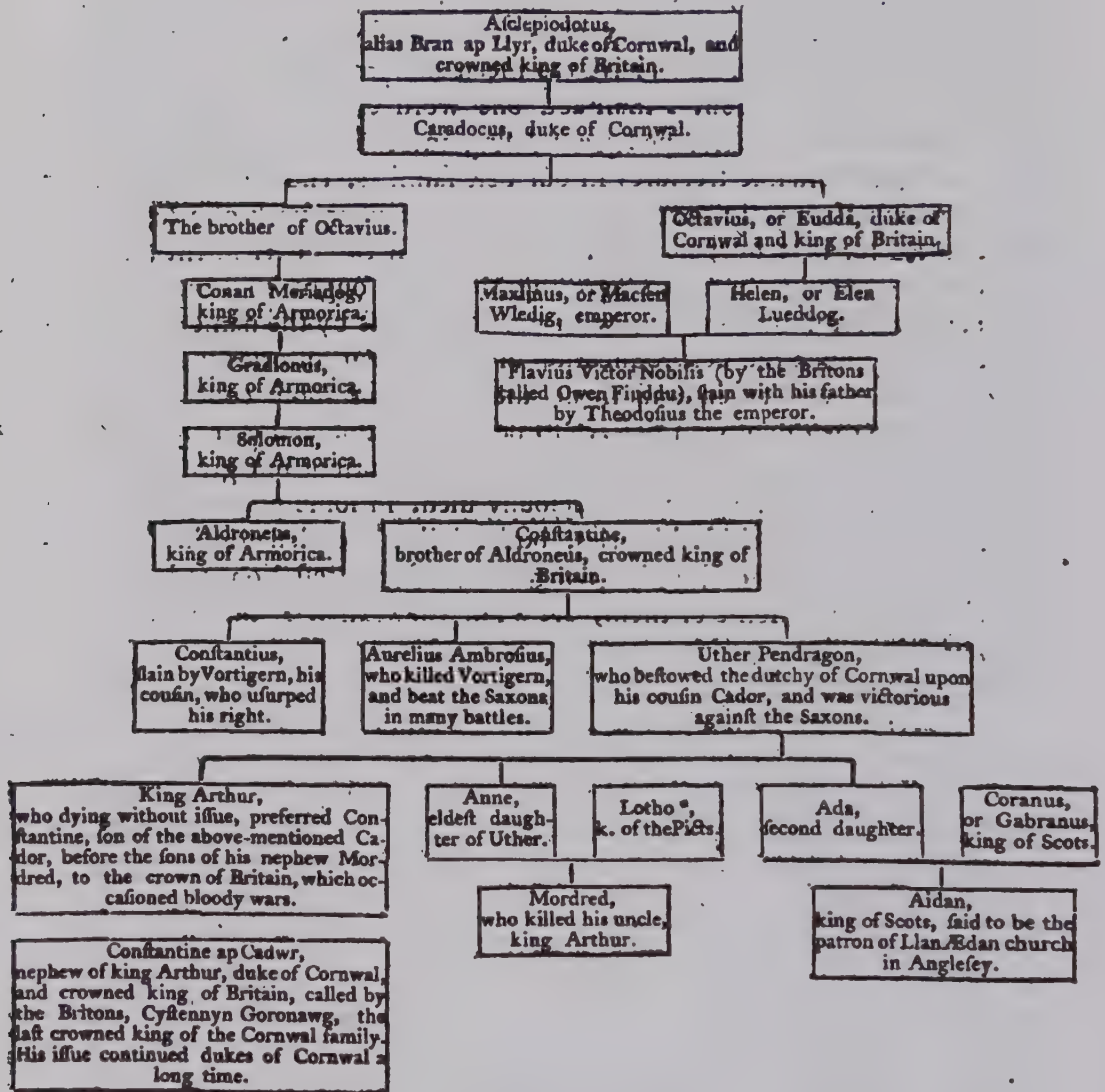 Aſclepiodotus,
alias Bran ap Llyr, duke of Cornwal, and
crowned king of Britain.
Caradocus, duke of Cornwal.
The brother of Octavius.
Octavius, or Eudda, duke of
Cornwal and king of Britain,
Conan Meriadog,
king of Armorica.
Maximus, or Macſen
Wledig, emperor.
Helen, or Elen
Lueddog.
Gradlonus,
king of Armorica.
Flavius Victor Nobilis (by the Britons
called Owen Finddu), ſlain with his father
by Theodoſius the emperor.
Solomon,
king of Armorica.
Aldroneus,
king of Armorica.
Conſtantine,
brother of Aldroneus, crowned king of
Britain.
Conſtantius,
ſlain by Vortigern, his
couſin, who uſurped
his right.
Aurelius Ambroſius,
who killed Vortigern,
and beat the Saxons
in many battles.
Uther Pendragon,
who beſtowed the dutchy of Cornwal upon
his couſin Cador, and was victorious
againſt the Saxons.
King Arthur,
who dying without iſſue, preferred Con-
ſtantine, ſon of the above-mentioned Ca-
dor, before the ſons of his nephew Mor-
dred, to the crown of Britain, which oc-
caſioned bloody wars.
Anne,
eldeſt daugh-
ter of Uther.
Lotho *,
k. of the Picts.
Ada,
ſecond daughter.
Coranus,
or Gabranus,
king of Scots.
Mordred,
who killed his uncle,
king Arthur.
Aidan,
king of Scots, ſaid to be the
patron of Llan Ædan church
in Angleſey.
Conſtantine ap Cadwr,
nephew of king Arthur, duke of Cornwal,
and crowned king of Britain, called by
the Britons, Cyſtennyn Goronawg, the
laſt crowned king of the Cornwal family.
His iſſue continued dukes of Cornwal a
long time.